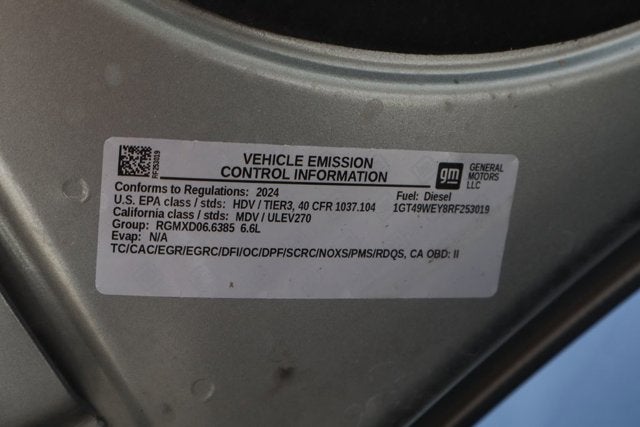 RF253019
VEHICLE EMISSION
CONTROL INFORMATION
gm
GENERAL
MOTORS
LLC
Conforms to Regulations: 2024
Fuel: Diesel
U.S. EPA class / stds: HDV / TIER3, 40 CFR 1037.104
1GT49WEY8RF253019
California class / stds: MDV / ULEV270
Group: RGMXD06.6385 6.6L
Evap: N/A
TC/CAC/EGR/EGRC/DFI/OC/DPF/SCRC/NOXS/PMS/RDQS, CA OBD: II